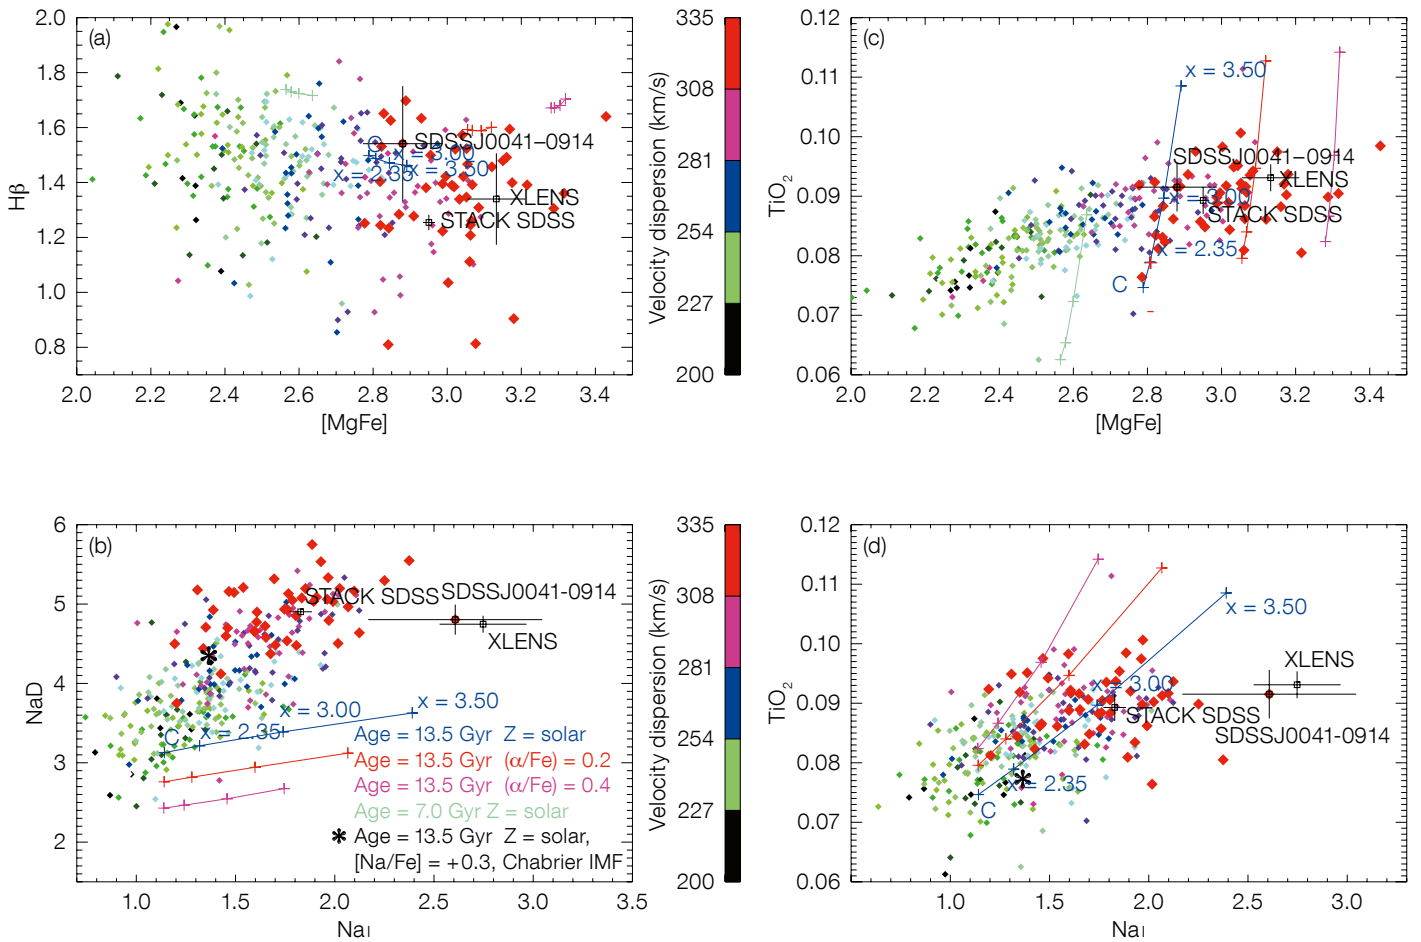 (a)
2.0
1.8
1.6
1.4
1.2
1.0
0.8
Hβ
SDSSJ0041–0914
C
x = 3.00
x = 3.50
x = 2.35
XLENS
STACK SDSS
2.0 2.2 2.4 2.6 2.8 3.0 3.2 3.4
[MgFe]
335
308
281
254
227
200
Velocity dispersion (km/s)
(c)
0.12
0.11
0.10
0.09
0.08
0.07
0.06
TiO2
x = 3.50
SDSSJ0041–0914
XLENS
x = 3.00
STACK SDSS
x = 2.35
C
2.0 2.2 2.4 2.6 2.8 3.0 3.2 3.4
[MgFe]
(b)
6
5
4
3
2
NaD
STACK SDSS
SDSSJ0041-0914
XLENS
x = 3.50
x = 3.00
x = 2.35
C
Age = 13.5 Gyr Z = solar
Age = 13.5 Gyr (α/Fe) = 0.2
Age = 13.5 Gyr (α/Fe) = 0.4
Age = 7.0 Gyr Z = solar
Age = 13.5 Gyr Z = solar,
[Na/Fe] = +0.3, Chabrier IMF
1.0 1.5 2.0 2.5 3.0 3.5
NaI
335
308
281
254
227
200
Velocity dispersion (km/s)
(d)
0.12
0.11
0.10
0.09
0.08
0.07
0.06
TiO2
x = 3.50
XLENS
x = 3.00
STACK SDSS
SDSSJ0041-0914
x = 2.35
C
1.0 1.5 2.0 2.5 3.0
NaI